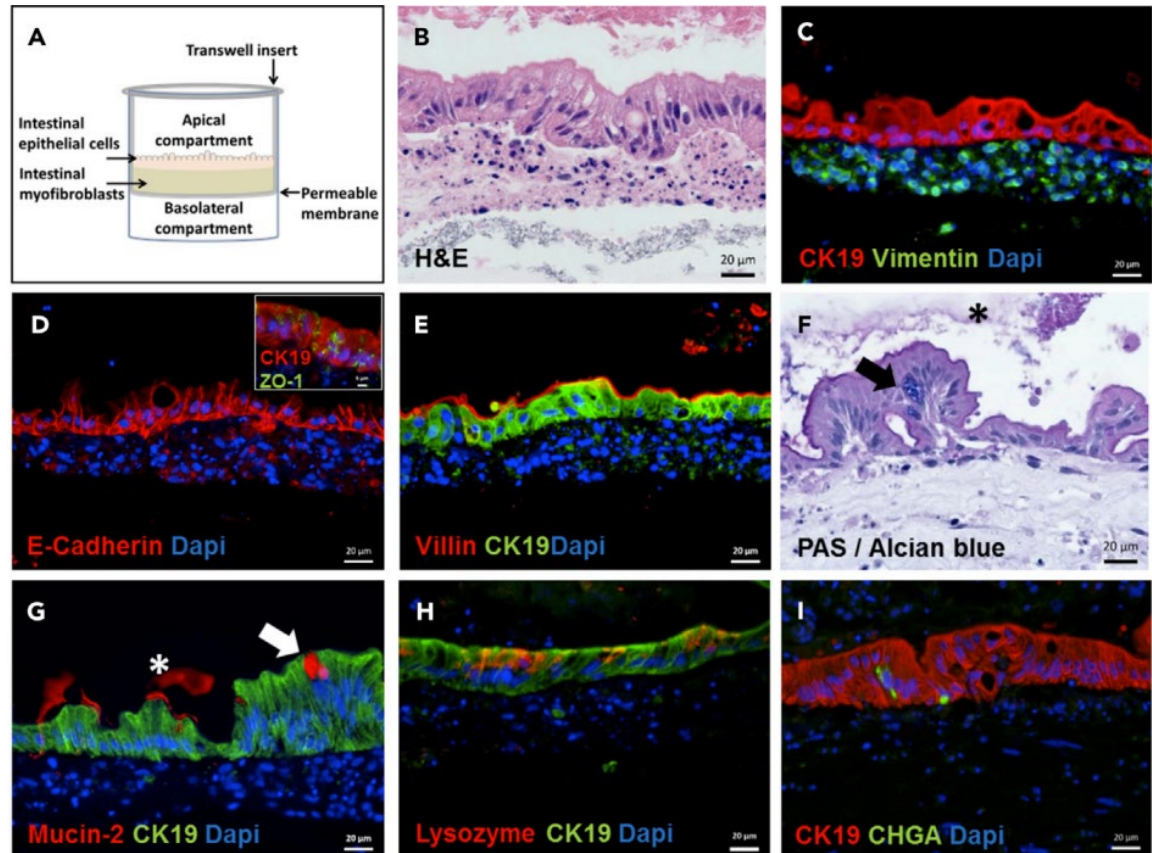 A
Transwell insert
Intestinal
epithelial cells
Apical
compartment
Intestinal
myofibroblasts
Permeable
membrane
Basolateral
compartment
B
H&E
20 µm
C
CK19 Vimentin Dapi
20 µm
D
CK19
ZO-1
E-Cadherin Dapi
20 µm
E
Villin CK19Dapi
20 µm
F
*
PAS / Alcian blue
20 µm
G
*
Mucin-2 CK19 Dapi
20 µm
H
Lysozyme CK19 Dapi
20 µm
I
CK19 CHGA Dapi
20 µm